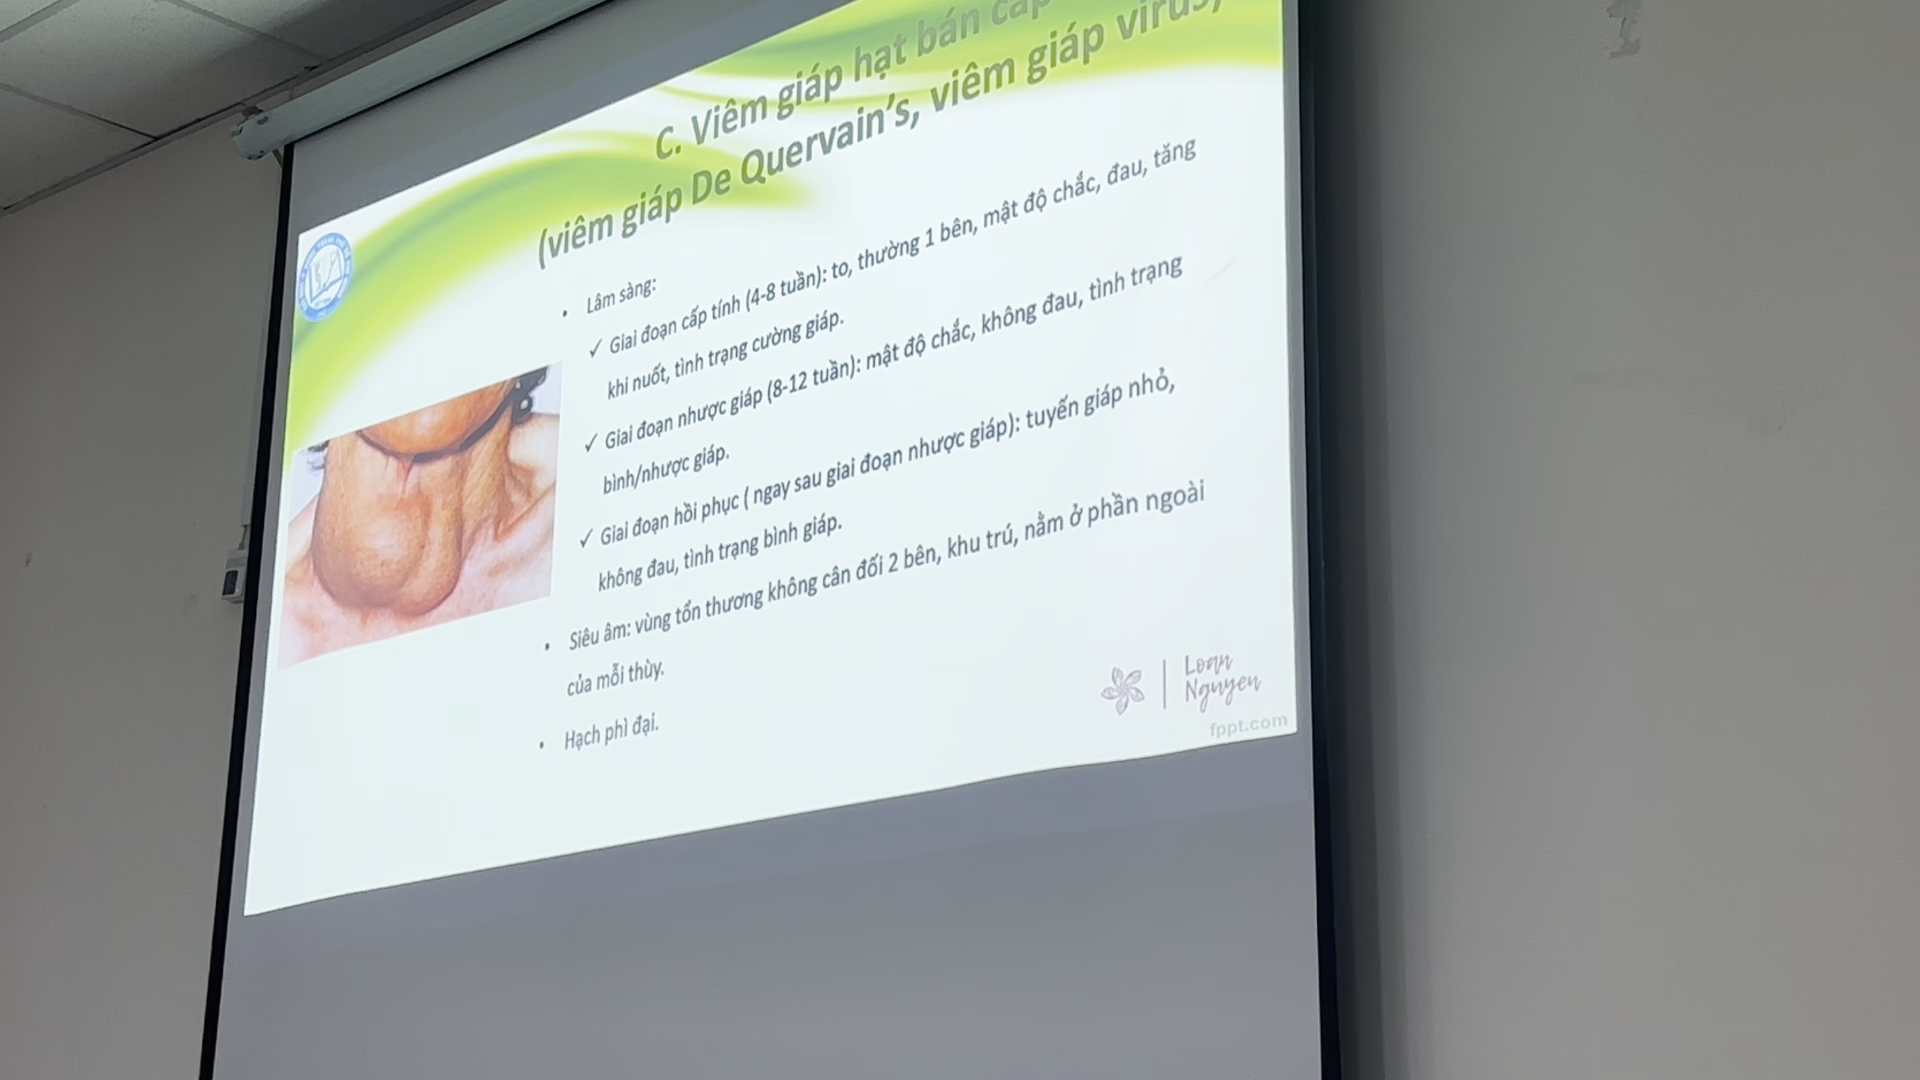 C. Viêm giáp hạt bán cấp
(viêm giáp De Quervain's, viêm giáp virus)
• Lâm sàng:
✓ Giai đoạn cấp tính (4-8 tuần): to, thường 1 bên, mật độ chắc, đau, tăng
khi nuốt, tình trạng cường giáp.
✓ Giai đoạn nhược giáp (8-12 tuần): mật độ chắc, không đau, tình trạng
bình/nhược giáp.
✓ Giai đoạn hồi phục ( ngay sau giai đoạn nhược giáp): tuyến giáp nhỏ,
không đau, tình trạng bình giáp.
• Siêu âm: vùng tổn thương không cân đối 2 bên, khu trú, nằm ở phần ngoài
của mỗi thùy.
• Hạch phì đại.
Loan
Nguyen
fppt.com